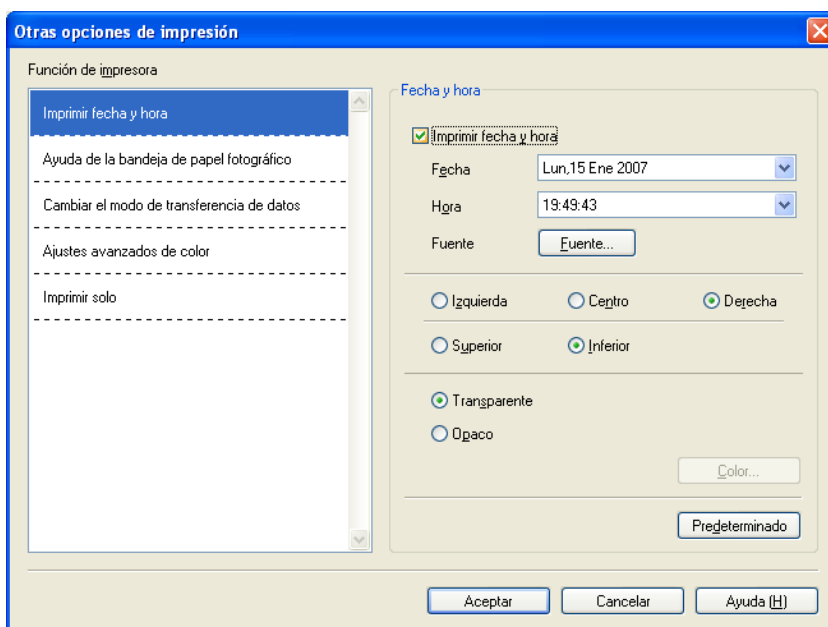 Otras opciones de impresión
Función de impresora
Imprimir fecha y hora
Ayuda de la bandeja de papel fotográfico
Cambiar el modo de transferencia de datos
Ajustes avanzados de color
Imprimir solo
Fecha y hora
Imprimir fecha y hora
Fecha Lun,15 Ene 2007
Hora 19:49:43
Fuente Fuente...
Izquierda Centro Derecha
Superior Inferior
Transparente
Opaco
Color...
Predeterminado
Aceptar Cancelar Ayuda (H)